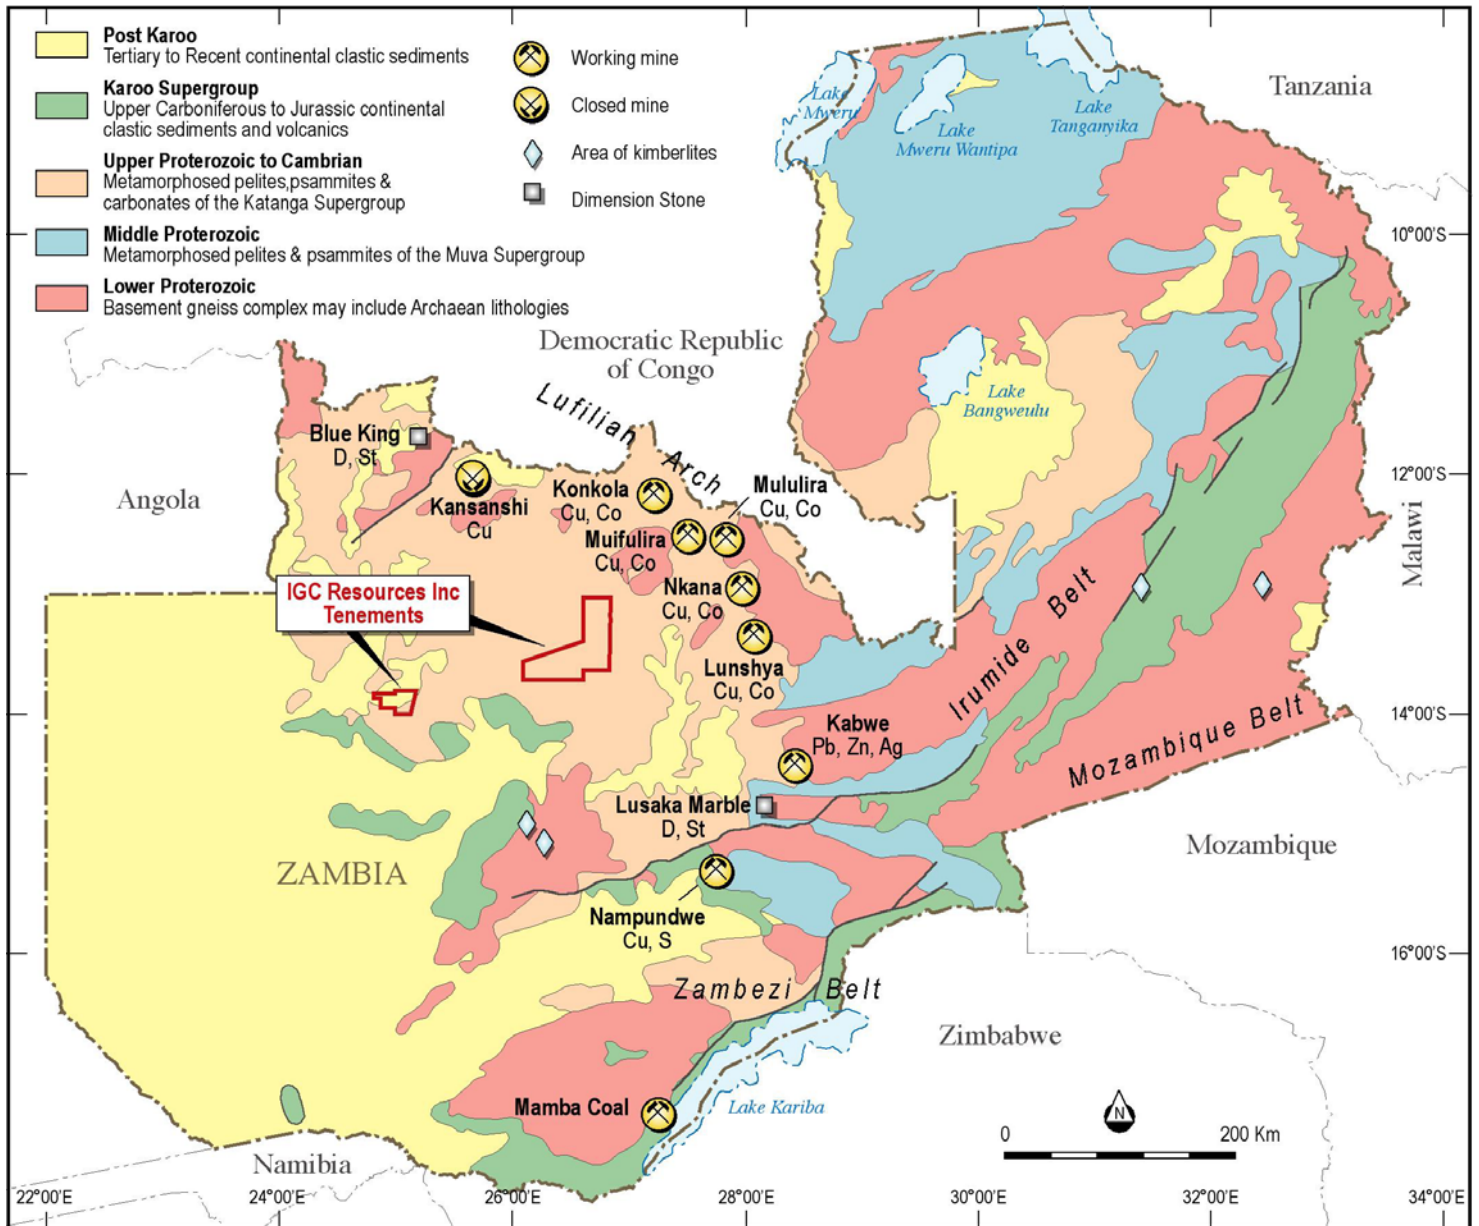 Post Karoo
Tertiary to Recent continental clastic sediments
Karoo Supergroup
Upper Carboniferous to Jurassic continental
clastic sediments and volcanics
Upper Proterozoic to Cambrian
Metamorphosed pelites,psammites &
carbonates of the Katanga Supergroup
Middle Proterozoic
Metamorphosed pelites & psammites of the Muva Supergroup
Lower Proterozoic
Basement gneiss complex may include Archaean lithologies
Working mine
Closed mine
Area of kimberlites
Dimension Stone
Lake
Mweru
Lake
Mweru Wantipa
Lake
Tanganyika
Tanzania
10°00'S
Democratic Republic
of Congo
Lake
Bangweulu
Lufiliah Arch
Blue King
D, St
Angola
Kansanshi
Cu
Konkola
Cu, Co
Mululira
Cu, Co
12°00'S
Muifulira
Cu, Co
Malawi
Nkana
Cu, Co
IGC Resources Inc
Tenements
Lunshya
Cu, Co
Irumide Belt
14°00'S
Kabwe
Pb, Zn, Ag
Mozambique Belt
Lusaka Marble
D, St
Mozambique
ZAMBIA
Nampundwe
Cu, S
16°00'S
Zambezi Belt
Zimbabwe
Mamba Coal
Lake Kariba
N
0
200 Km
Namibia
22°00'E
24°00'E
26°00'E
28°00'E
30°00'E
32°00'E
34°00'E